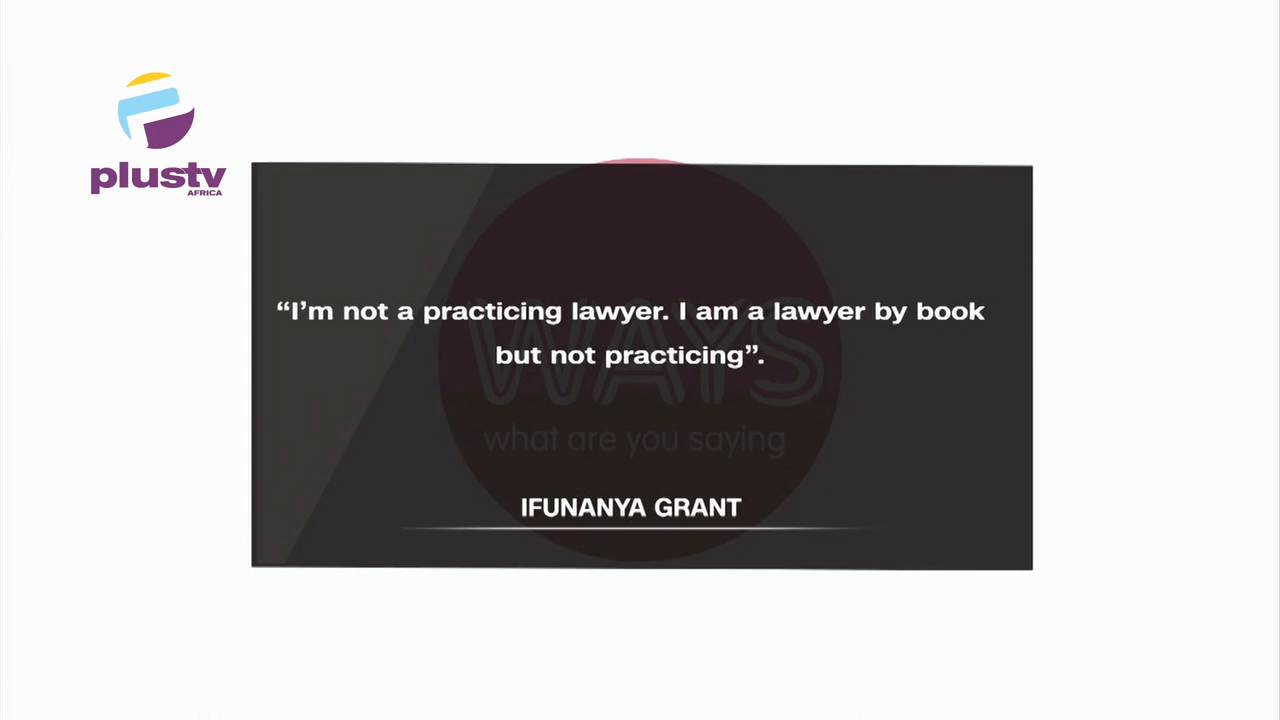 plustv
AFRICA
“I’m not a practicing lawyer. I am a lawyer by book
but not practicing”.
WAYS
what are you saying
IFUNANYA GRANT